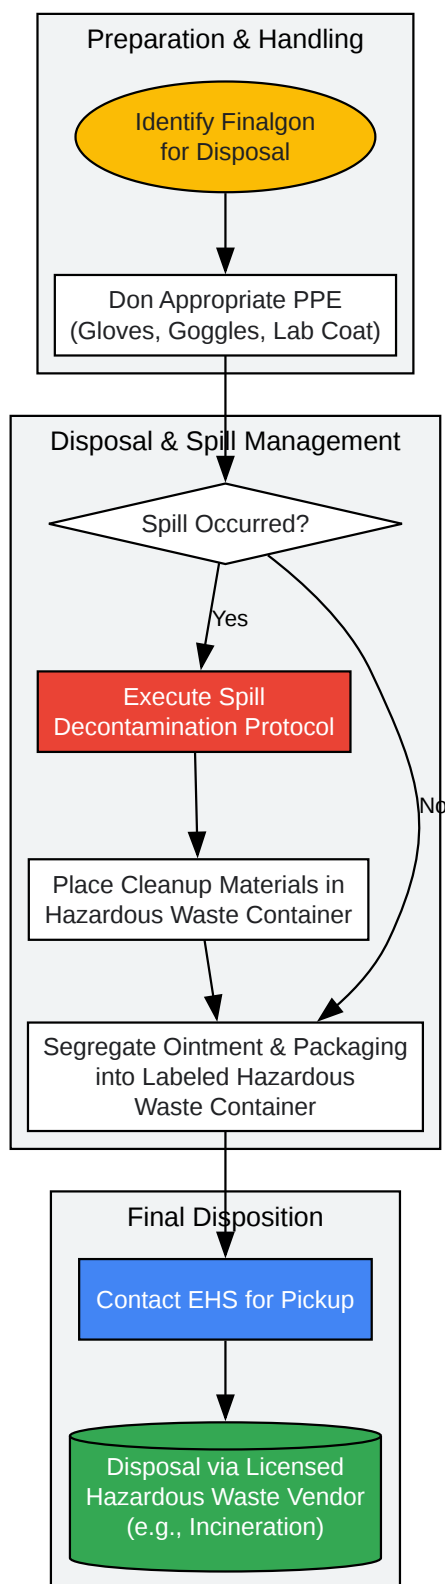 Preparation & Handling
Identify Finalgon
for Disposal
Don Appropriate PPE
(Gloves, Goggles, Lab Coat)
Disposal & Spill Management
Spill Occurred?
Yes
Execute Spill
Decontamination Protocol
No
Place Cleanup Materials in
Hazardous Waste Container
Segregate Ointment & Packaging
into Labeled Hazardous
Waste Container
Final Disposition
Contact EHS for Pickup
Disposal via Licensed
Hazardous Waste Vendor
(e.g., Incineration)